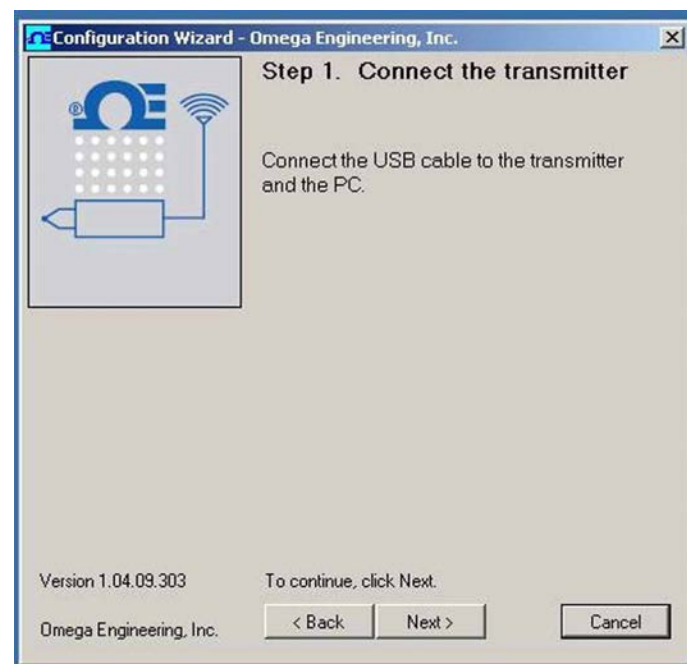 Configuration Wizard - Omega Engineering, Inc.
Step 1. Connect the transmitter
Connect the USB cable to the transmitter
and the PC.
Version 1.04.09.303
To continue, click Next.
Omega Engineering, Inc.
< Back
Next >
Cancel